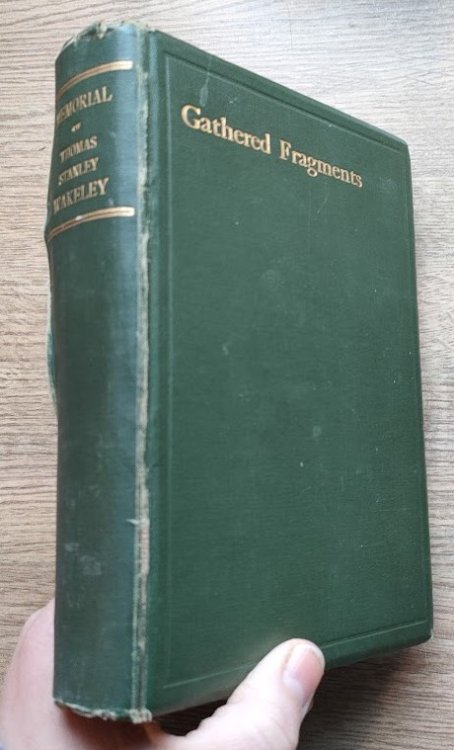 MEMORIAL
OF
THOMAS
STANLEY
WAKELEY
Gathered Fragments